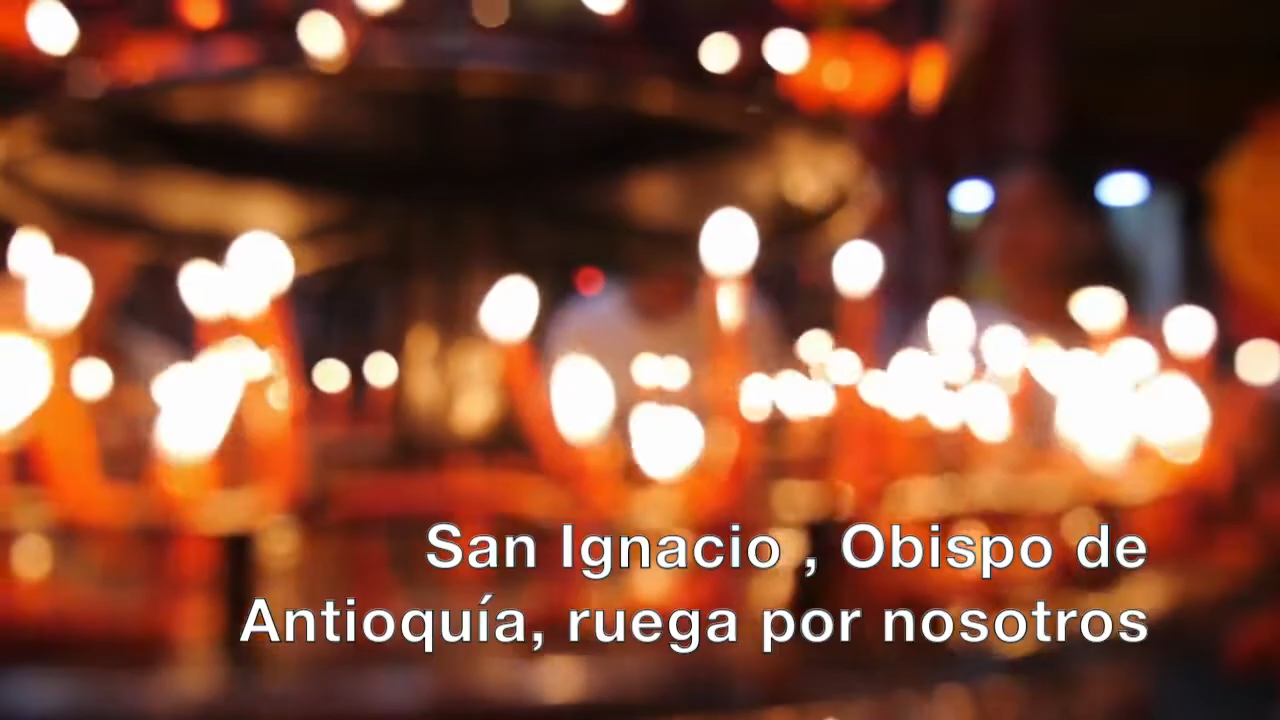 San Ignacio , Obispo de
Antioquía, ruega por nosotros